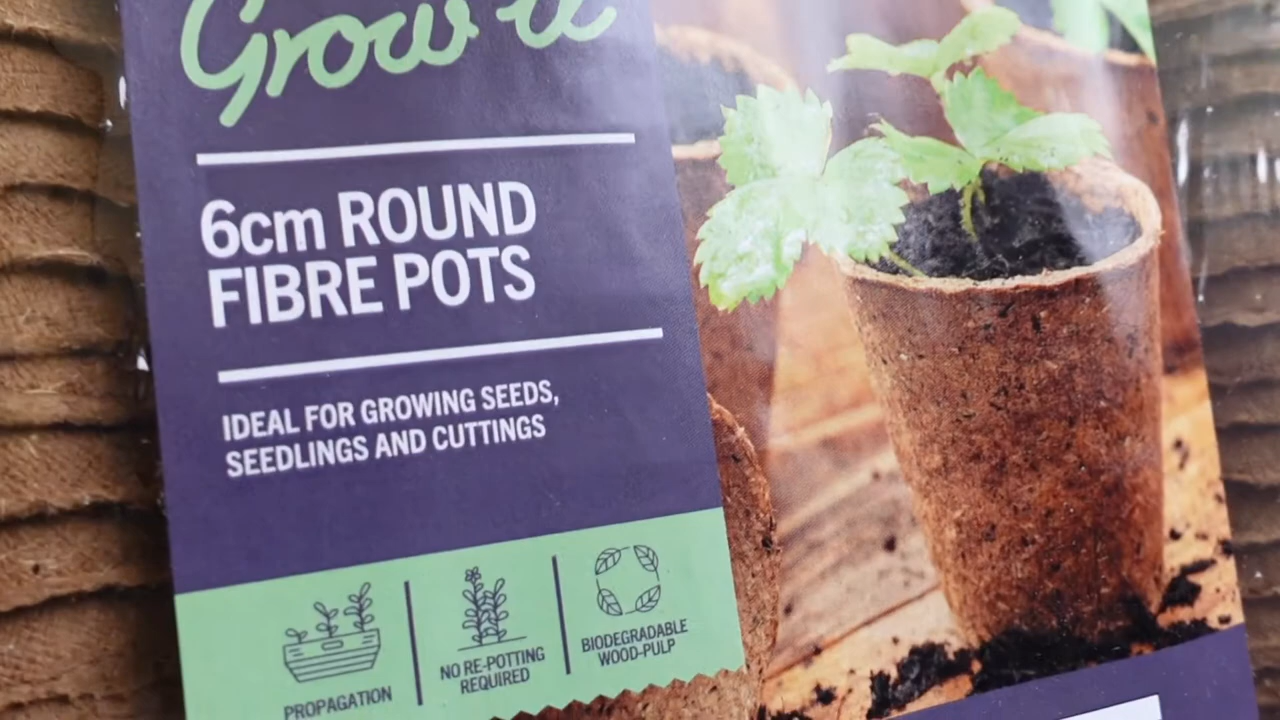 Grow it
6cm ROUND
FIBRE POTS
IDEAL FOR GROWING SEEDS,
SEEDLINGS AND CUTTINGS
PROPAGATION
NO RE-POTTING
REQUIRED
BIODEGRADABLE
WOOD-PULP